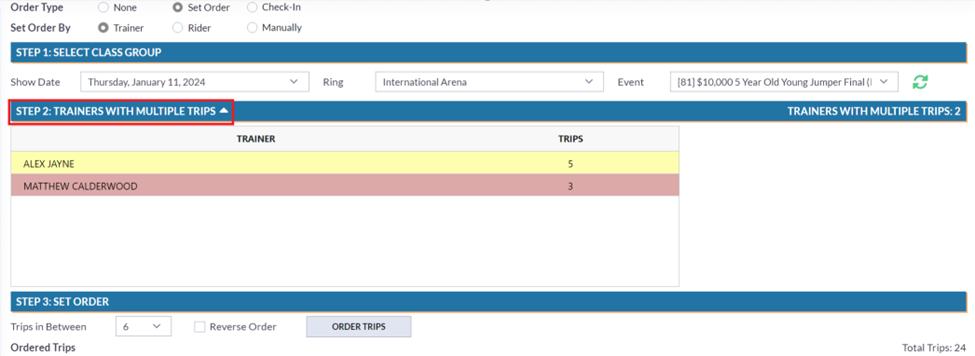 Order Type None Set Order Check-In
Set Order By Trainer Rider Manually
STEP 1: SELECT CLASS GROUP
Show Date Thursday, January 11, 2024 Ring International Arena Event [81] $10,000 5 Year Old Young Jumper Final (
STEP 2: TRAINERS WITH MULTIPLE TRIPS TRAINERS WITH MULTIPLE TRIPS: 2
TRAINER TRIPS
ALEX JAYNE 5
MATTHEW CALDERWOOD 3
STEP 3: SET ORDER
Trips in Between 6 Reverse Order ORDER TRIPS
Ordered Trips Total Trips: 24